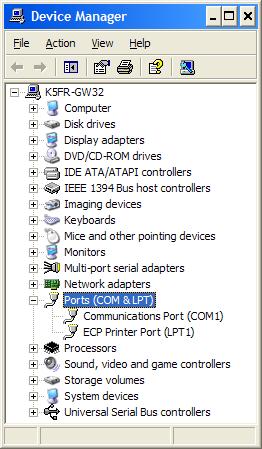 Device Manager
File Action View Help
K5FR-GW32
Computer
Disk drives
Display adapters
DVD/CD-ROM drives
IDE ATA/ATAPI controllers
IEEE 1394 Bus host controllers
Imaging devices
Keyboards
Mice and other pointing devices
Monitors
Multi-port serial adapters
Network adapters
Ports (COM & LPT)
Communications Port (COM1)
ECP Printer Port (LPT1)
Processors
Sound, video and game controllers
Storage volumes
System devices
Universal Serial Bus controllers